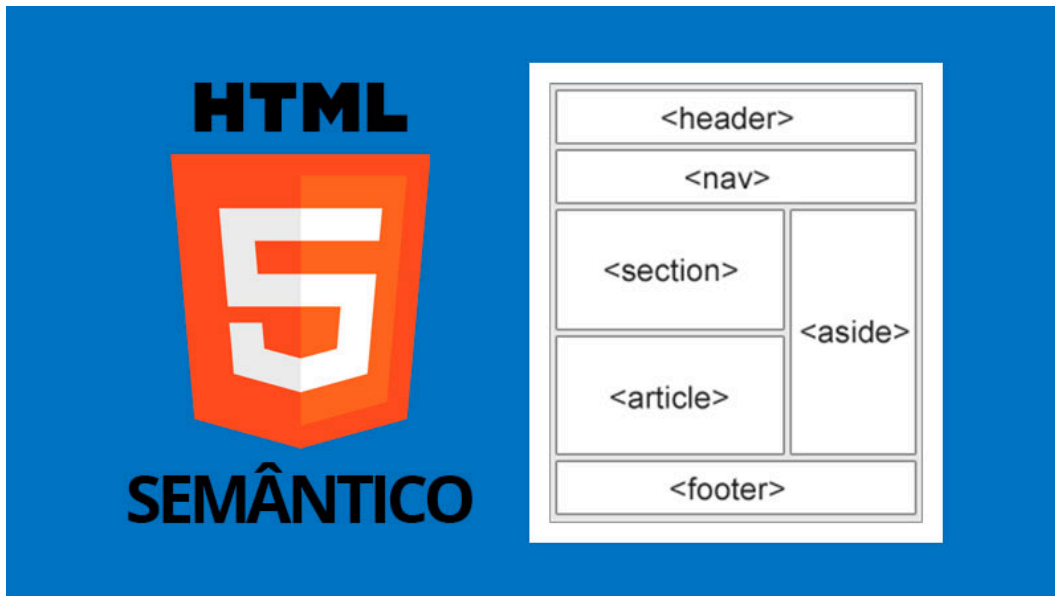 HTML
5
SEMÂNTICO
<header>
<nav>
<section>
<aside>
<article>
<footer>